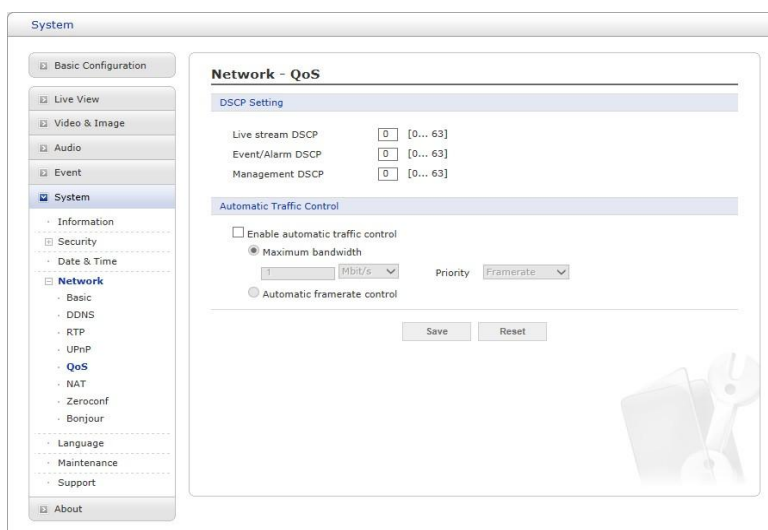 System
Basic Configuration
Live View
Video & Image
Audio
Event
System
Information
Security
Date & Time
Network
Basic
DDNS
RTP
UPnP
QoS
NAT
Zeroconf
Bonjour
Language
Maintenance
Support
About
Network - QoS
DSCP Setting
Live stream DSCP 0 [0... 63]
Event/Alarm DSCP 0 [0... 63]
Management DSCP 0 [0... 63]
Automatic Traffic Control
Enable automatic traffic control
Maximum bandwidth
1 Mbit/s Priority Framerate
Automatic framerate control
Save Reset